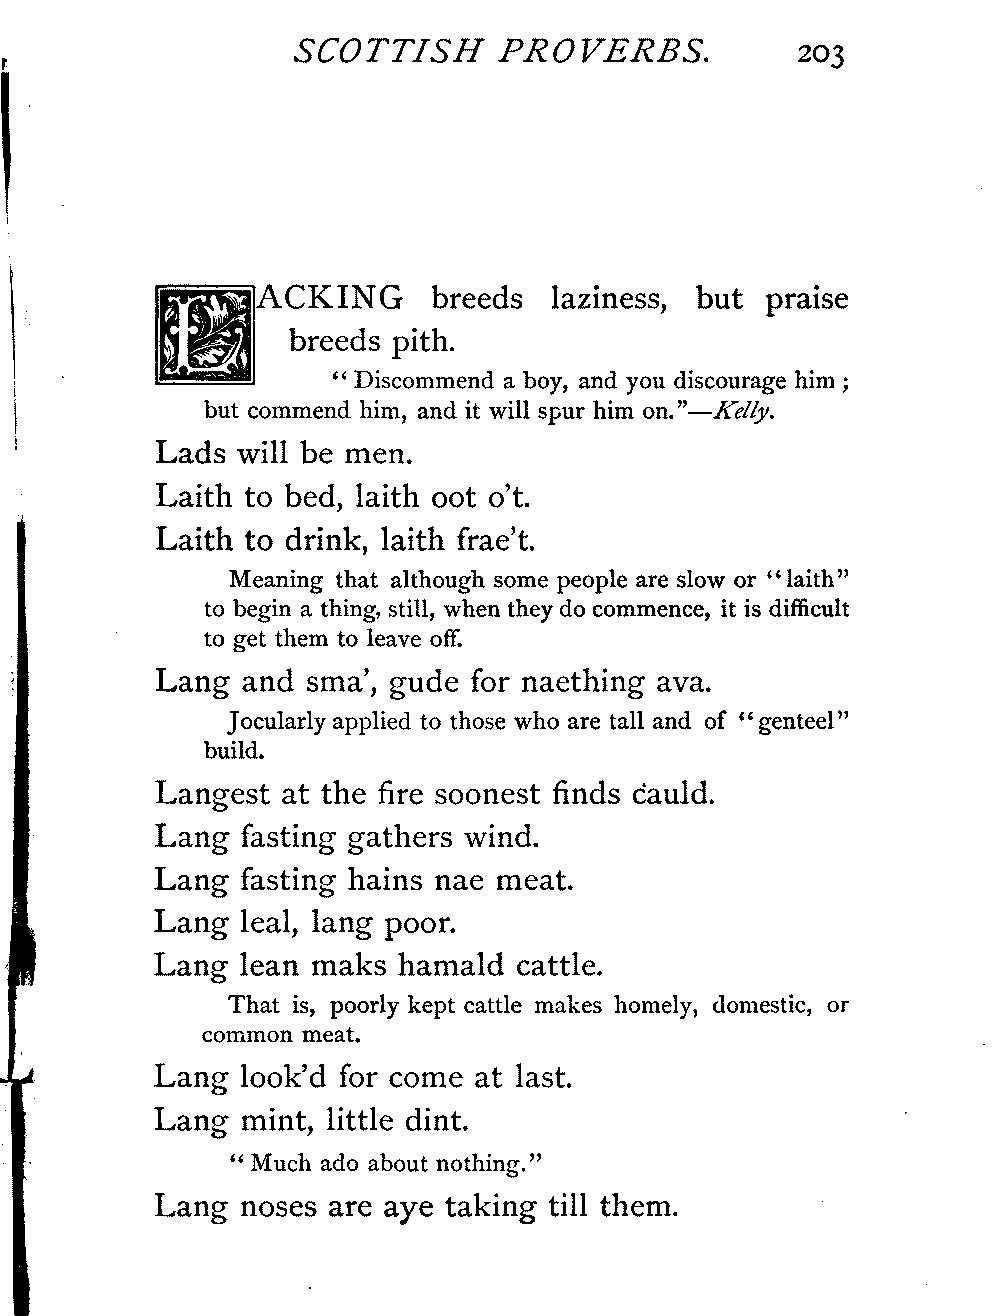 SCOTTISH PROVERBS. 203
LACKING breeds laziness, but praise
breeds pith.
“Discommend a boy, and you discourage him ;
but commend him, and it will spur him on.”—Kelly.
Lads will be men.
Laith to bed, laith oot o’t.
Laith to drink, laith frae’t.
Meaning that although some people are slow or “laith”
to begin a thing, still, when they do commence, it is difficult
to get them to leave off.
Lang and sma’, gude for naething ava.
Jocularly applied to those who are tall and of “genteel”
build.
Langest at the fire soonest finds cauld.
Lang fasting gathers wind.
Lang fasting hains nae meat.
Lang leal, lang poor.
Lang lean maks hamald cattle.
That is, poorly kept cattle makes homely, domestic, or
common meat.
Lang look’d for come at last.
Lang mint, little dint.
“Much ado about nothing.”
Lang noses are aye taking till them.